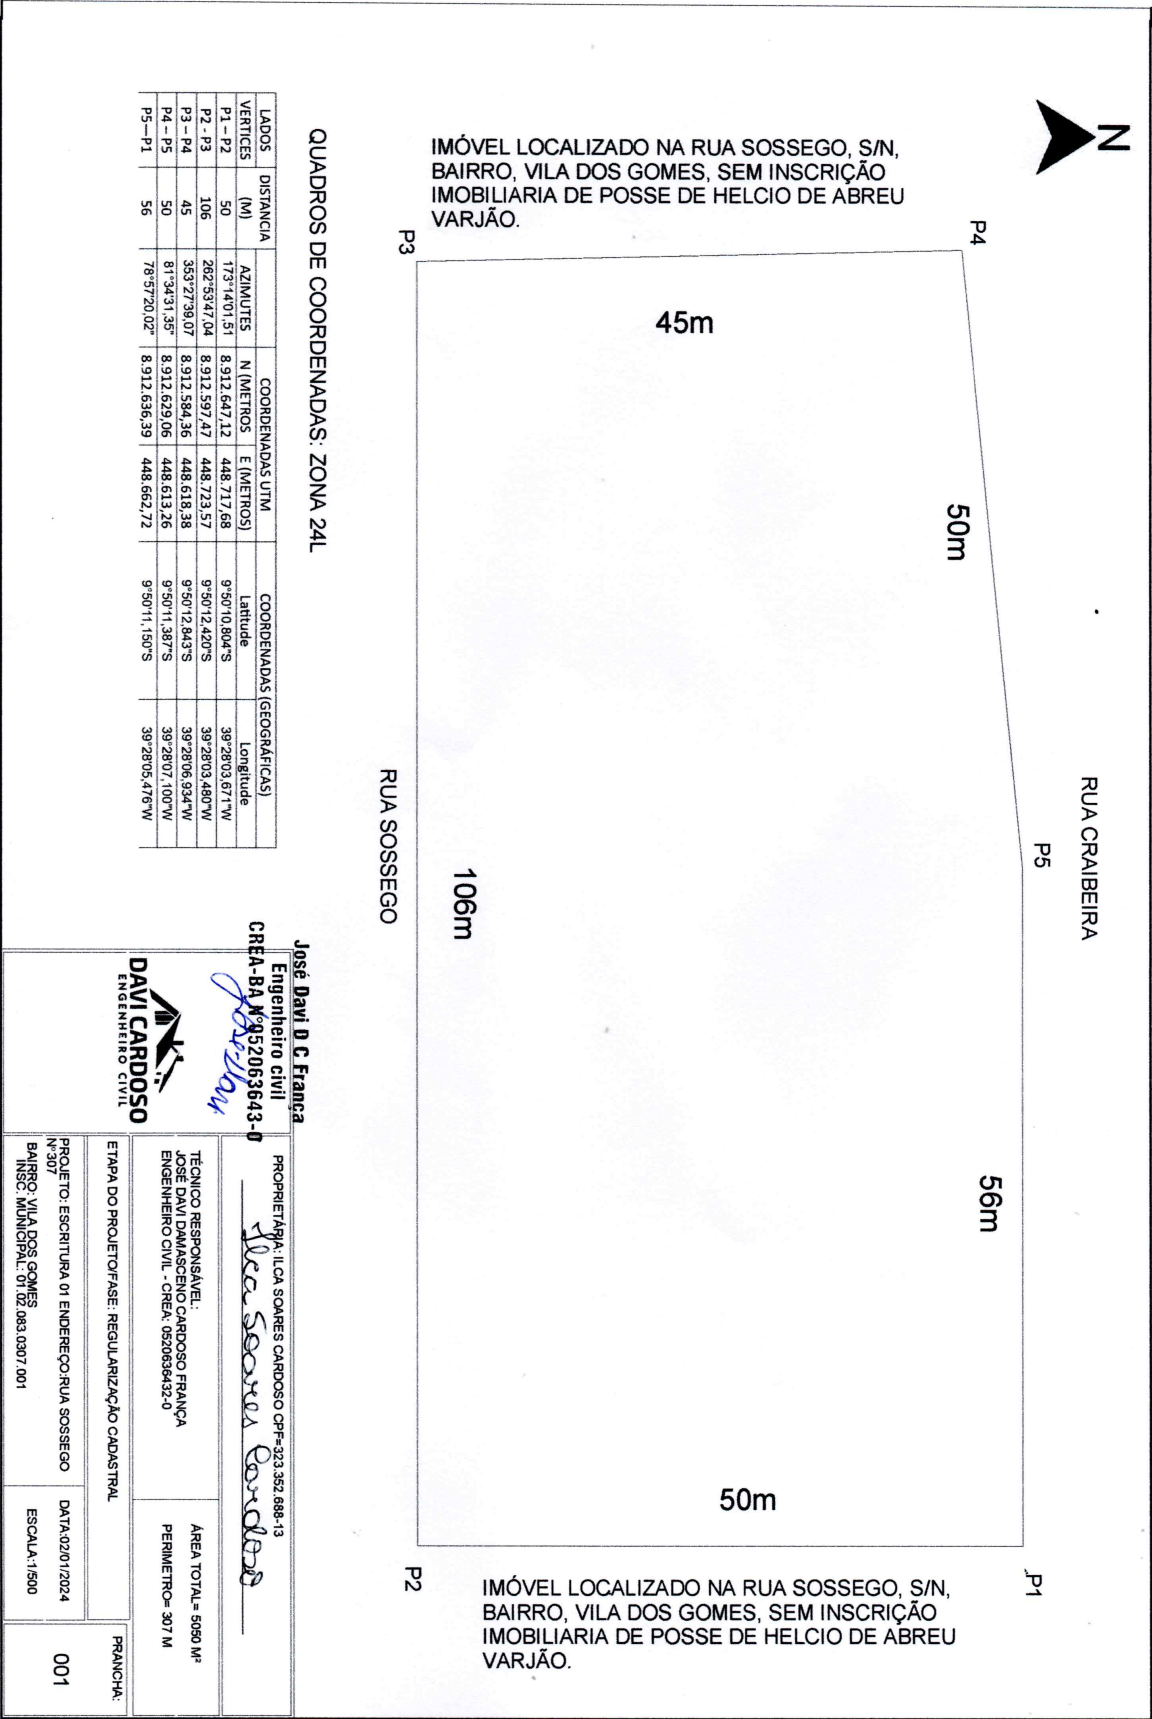 N
IMÓVEL LOCALIZADO NA RUA SOSSEGO, S/N,
BAIRRO, VILA DOS GOMES, SEM INSCRIÇÃO
IMOBILIARIA DE POSSE DE HELCIO DE ABREU
VARJÃO.
P4
P3
45m
50m
P5
RUA CRAIBEIRA
56m
106m
RUA SOSSEGO
50m
P1
P2
IMÓVEL LOCALIZADO NA RUA SOSSEGO, S/N,
BAIRRO, VILA DOS GOMES, SEM INSCRIÇÃO
IMOBILIARIA DE POSSE DE HELCIO DE ABREU
VARJÃO.
QUADROS DE COORDENADAS: ZONA 24L
LADOS DISTANCIA COORDENADAS UTM COORDENADAS (GEOGRÁFICAS)
VERTICES (M) AZIMUTES N (METROS E (METROS) Latitude Longitude
P1 – P2 50 173°14'01,51 8.912.647,12 448.717,68 9°50'10,804"S 39°28'03,671"W
P2 - P3 106 262°53'47,04 8.912.597,47 448.723,57 9°50'12,420"S 39°28'03,480"W
P3 – P4 45 353°27'39,07 8.912.584,36 448.618,38 9°50'12,843"S 39°28'06,934"W
P4 – P5 50 81°34'31,35" 8.912.629,06 448.613,26 9°50'11,387"S 39°28'07,100"W
P5—P1 56 78°57'20,02" 8.912.636,39 448.662,72 9°50'11,150"S 39°28'05,476"W
José Davi D C França
Engenheiro civil
CREA-BA Nº052063643-0
DAVI CARDOSO
ENGENHEIRO CIVIL
PROPRIETÁRIA: ILCA SOARES CARDOSO CPF=323.352.688-13
Ilca Soares Cardoso
TÉCNICO RESPONSÁVEL:
JOSÉ DAVI DAMASCENO CARDOSO FRANÇA
ENGENHEIRO CIVIL - CREA: 0520636432-0
ÁREA TOTAL= 5050 M²
PERIMETRO= 307 M
ETAPA DO PROJETO/FASE: REGULARIZAÇÃO CADASTRAL
PROJETO: ESCRITURA 01 ENDEREÇO:RUA SOSSEGO
Nº307
BAIRRO: VILA DOS GOMES
INSC. MUNICIPAL: 01.02.083.0307.001
DATA:02/01/2024
ESCALA:1/500
PRANCHA:
001